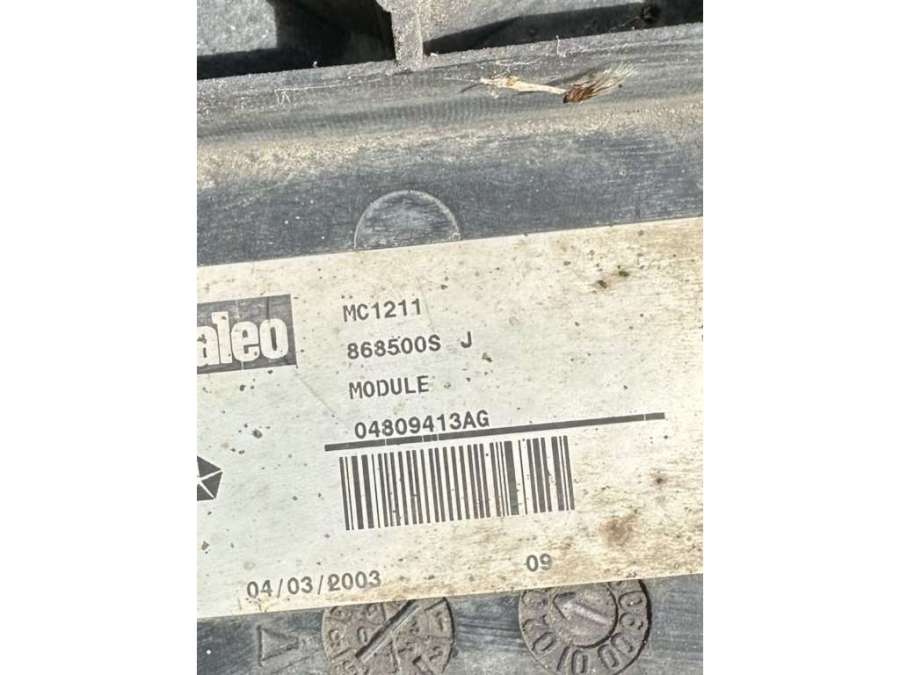 aleo
MC1211
868500S J
MODULE
04809413AG
04/03/2003
09